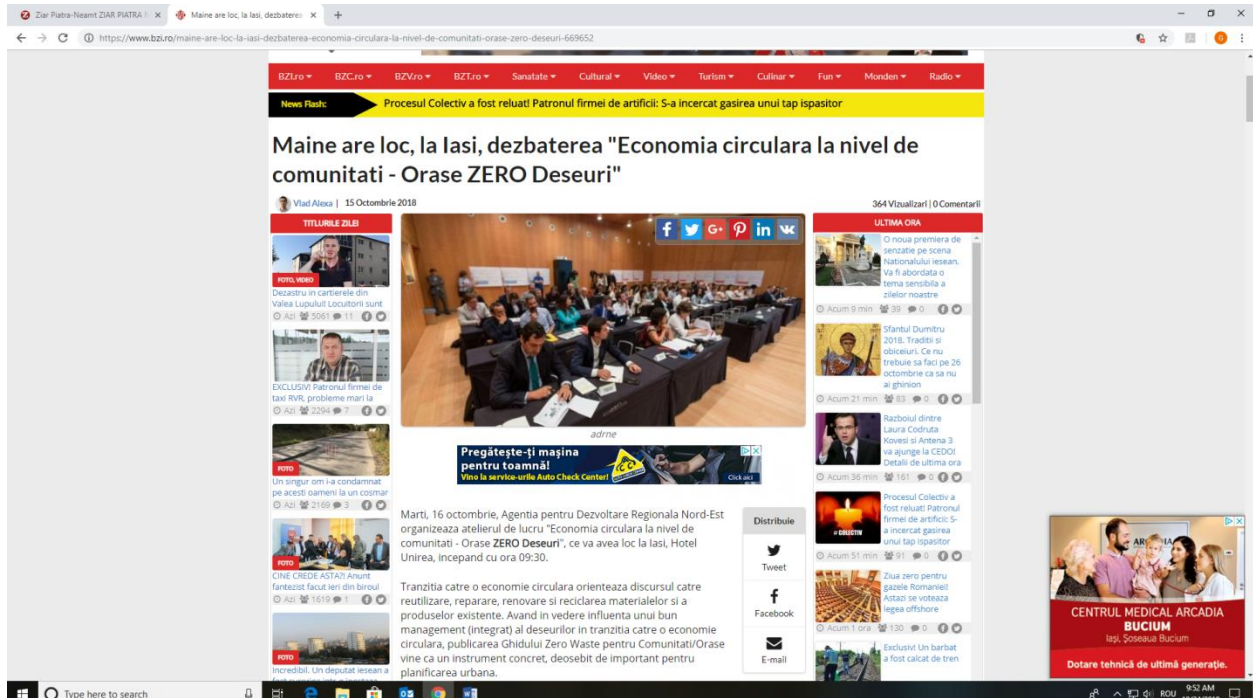 Ziar Piatra-Neamt ZIAR PIATRA
Maine are loc, la Iasi, dezbaterea
https://www.bzi.ro/maine-are-loc-la-iasi-dezbaterea-economia-circulara-la-nivel-de-comunitati-orase-zero-deseuri-669652
BZI.ro BZC.ro BZV.ro BZT.ro Sanatate Cultural Video Turism Culinar Fun Monden Radio
News Flash: Procesul Colectiv a fost reluat! Patronul firmei de artificii: S-a incercat gasirea unui tap ispasitor
Maine are loc, la Iasi, dezbaterea "Economia circulara la nivel de
comunitati - Orase ZERO Deseuri"
Vlad Alexa | 15 Octombrie 2018
364 Vizualizari | 0 Comentarii
TITLURILE ZILEI
FOTO, VIDEO
Dezastru in cartierele din
Valea Lupului! Locuitorii sunt
Azi 5061 11
EXCLUSIV! Patronul firmei de
taxi RVR, probleme mari la
Azi 2294 7
FOTO
Un singur om i-a condamnat
pe acesti oameni la un cosmar
Azi 2169 3
FOTO
CINE CREDE ASTA?! Anunt
fantezist facut ieri din biroul
Azi 1619 1
FOTO
Incredibil. Un deputat iesean a
adrne
Pregătește-ți mașina
pentru toamnă!
Vino la service-urile Auto Check Center!
Click aici
Marti, 16 octombrie, Agentia pentru Dezvoltare Regionala Nord-Est
organizeaza atelierul de lucru "Economia circulara la nivel de
comunitati - Orase ZERO Deseuri", ce va avea loc la Iasi, Hotel
Unirea, incepand cu ora 09:30.
Tranzitia catre o economie circulara orienteaza discursul catre
reutilizare, reparare, renovare si reciclarea materialelor si a
produselor existente. Avand in vedere influenta unui bun
management (integrat) al deseurilor in tranzitia catre o economie
circulara, publicarea Ghidului Zero Waste pentru Comunitati/Orase
vine ca un instrument concret, deosebit de important pentru
planificarea urbana.
Distribuie
Tweet
Facebook
E-mail
ULTIMA ORA
O noua premiera de
senzatie pe scena
Nationalului iesean.
Va fi abordata o
tema sensibila a
zilelor noastre
Acum 9 min 39 0
Sfantul Dumitru
2018. Traditii si
obiceiuri. Ce nu
trebuie sa faci pe 26
octombrie ca sa nu
ai ghinion
Acum 21 min 83 0
Razboiul dintre
Laura Codruta
Kovesi si Antena 3
va ajunge la CEDO!
Detalii de ultima ora
Acum 36 min 161 0
# COLECTIV
Procesul Colectiv a
fost reluat! Patronul
firmei de artificii: S-
a incercat gasirea
unui tap ispasitor
Acum 51 min 91 0
Ziua zero pentru
gazele Romaniei!
Astazi se voteaza
legea offshore
Acum 1 ora 130 0
Exclusiv! Un barbat
a fost calcat de tren
CENTRUL MEDICAL ARCADIA
BUCIUM
Iași, Șoseaua Bucium
Dotare tehnică de ultimă generație.
Type here to search
ROU
9:52 AM